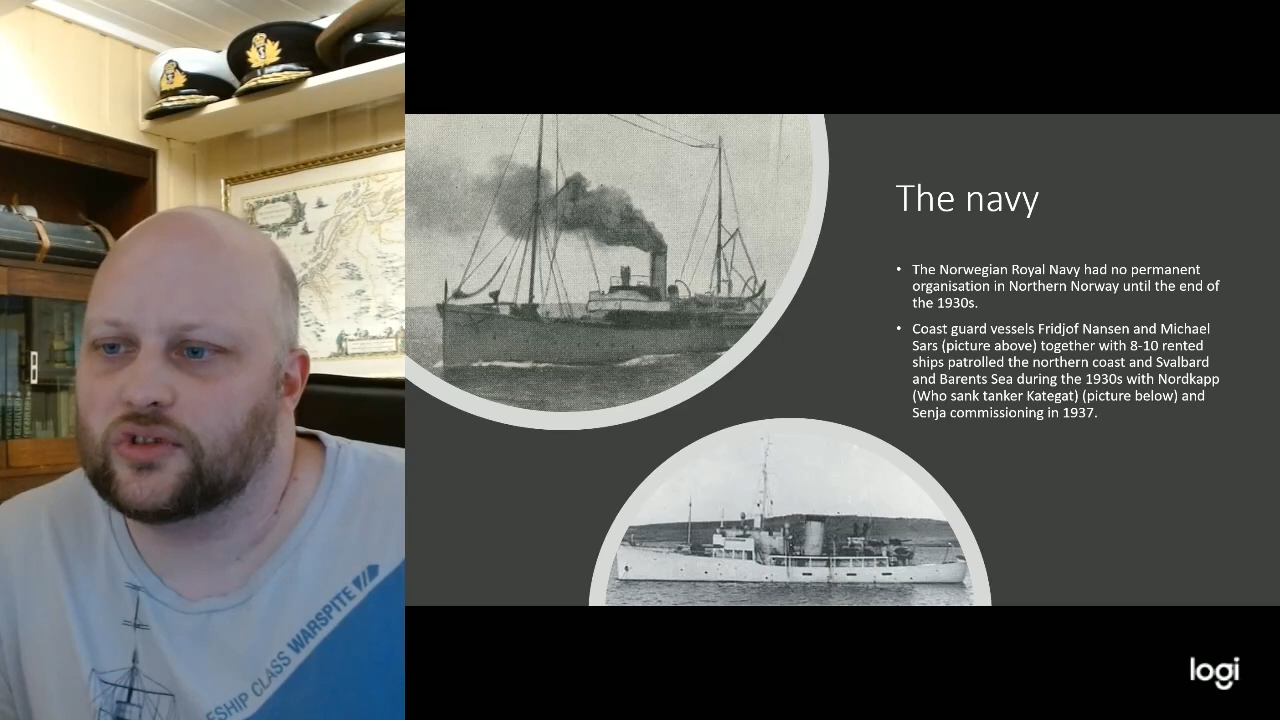 The navy
• The Norwegian Royal Navy had no permanent
organisation in Northern Norway until the end of
the 1930s.
• Coast guard vessels Fridjof Nansen and Michael
Sars (picture above) together with 8-10 rented
ships patrolled the northern coast and Svalbard
and Barents Sea during the 1930s with Nordkapp
(Who sank tanker Kategat) (picture below) and
Senja commissioning in 1937.
ESHIP CLASS WARSPITE
logi